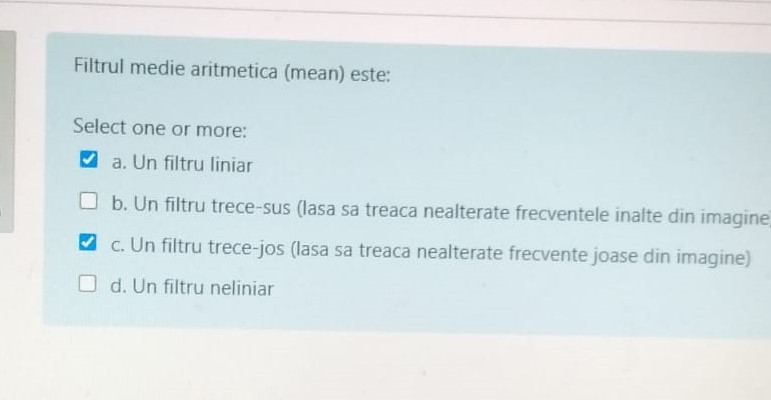 Filtrul medie aritmetica (mean) este:
Select one or more:
a. Un filtru liniar
b. Un filtru trece-sus (lasa sa treaca nealterate frecventele inalte din imagine)
c. Un filtru trece-jos (lasa sa treaca nealterate frecvente joase din imagine)
d. Un filtru neliniar